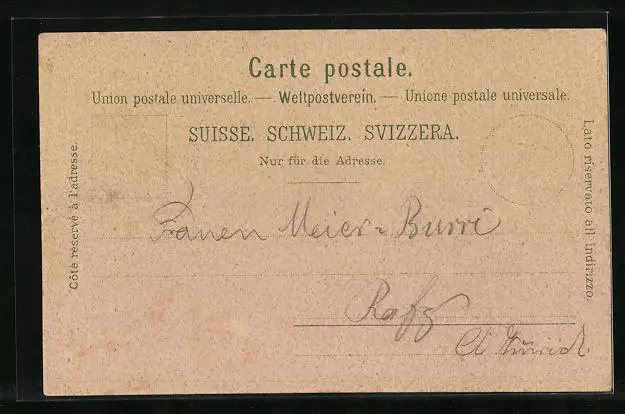 Carte postale.
Union postale universelle. — Weltpostverein. — Unione postale universale.
SUISSE. SCHWEIZ. SVIZZERA.
Nur für die Adresse.
Côté réservé à l'adresse.
Lato riservato all' indirizzo.
Frauen Meier-Burri
Rafz
Ct Zürich.